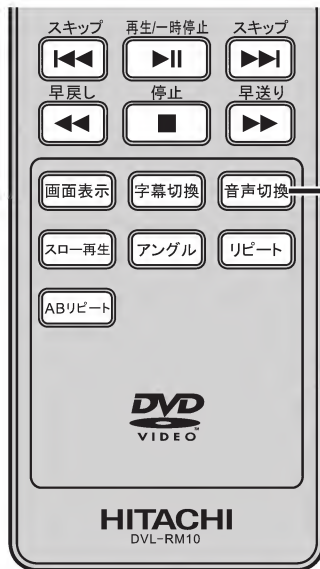 スキップ 再生/一時停止 スキップ
早戻し 停止 早送り
画面表示 字幕切換 音声切換
スロー再生 アングル リピート
ABリピート
DVD
VIDEO
HITACHI
DVL-RM10